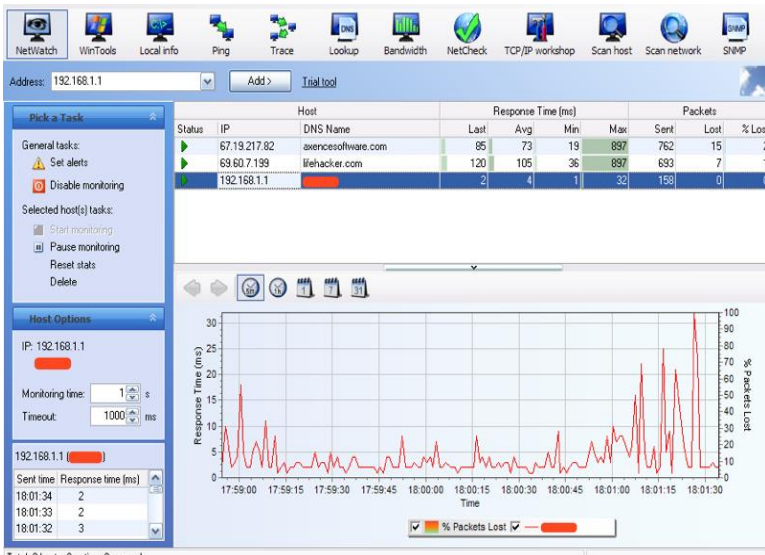 NetWatch WinTools Local info Ping Trace Lookup Bandwidth NetCheck TCP/IP workshop Scan host Scan network SNMP
Address: 192.168.1.1 Add > Trial tool
Pick a Task
General tasks:
Set alerts
Disable monitoring
Selected host(s) tasks:
Start monitoring
Pause monitoring
Reset stats
Delete
Host Options
IP: 192.168.1.1
Monitoring time: 1 s
Timeout: 1000 ms
192.168.1.1 ( )
Sent time Response time (ms)
18:01:34 2
18:01:33 2
18:01:32 3
Host Response Time (ms) Packets
Status IP DNS Name Last Avg Min Max Sent Lost % Los
67.19.217.82 axencesoftware.com 85 73 19 897 762 15
69.60.7.199 lifehacker.com 120 105 36 897 693 7
192.168.1.1 2 4 1 32 158 0
5m 1h 1 7 31
Response Time (ms)
30
25
20
15
10
5
0
% Packets Lost
100
90
80
70
60
50
40
30
20
10
0
17:59:00 17:59:15 17:59:30 17:59:45 18:00:00 18:00:15 18:00:30 18:00:45 18:01:00 18:01:15 18:01:30
Time
% Packets Lost